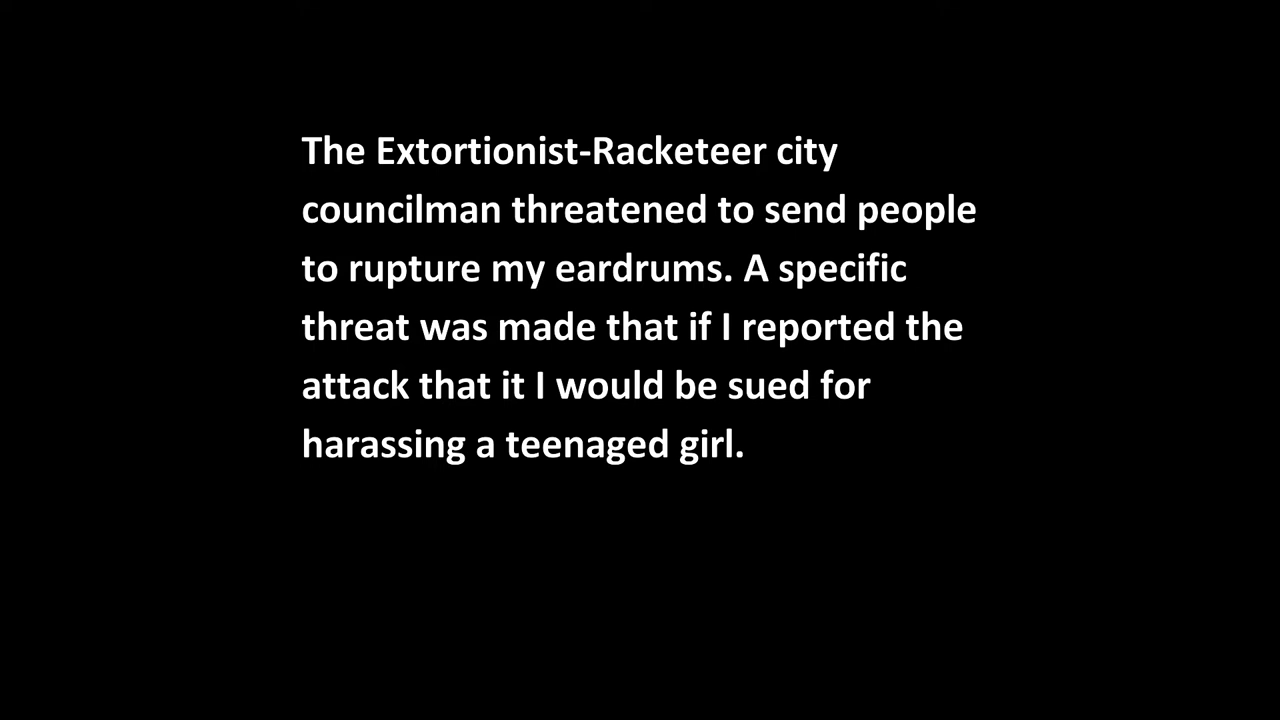 The Extortionist-Racketeer city
councilman threatened to send people
to rupture my eardrums. A specific
threat was made that if I reported the
attack that it I would be sued for
harassing a teenaged girl.